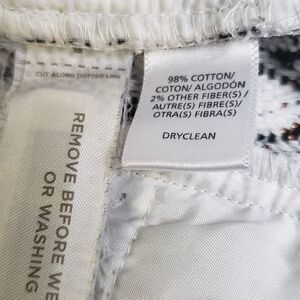 CUT ALONG DOTTED LINE
REMOVE BEFORE WE
OR WASHING
98% COTTON/
COTON/ ALGODÓN
2% OTHER FIBER(S) /
AUTRE(S) FIBRE(S)/
OTRA(S) FIBRA(S)
DRYCLEAN